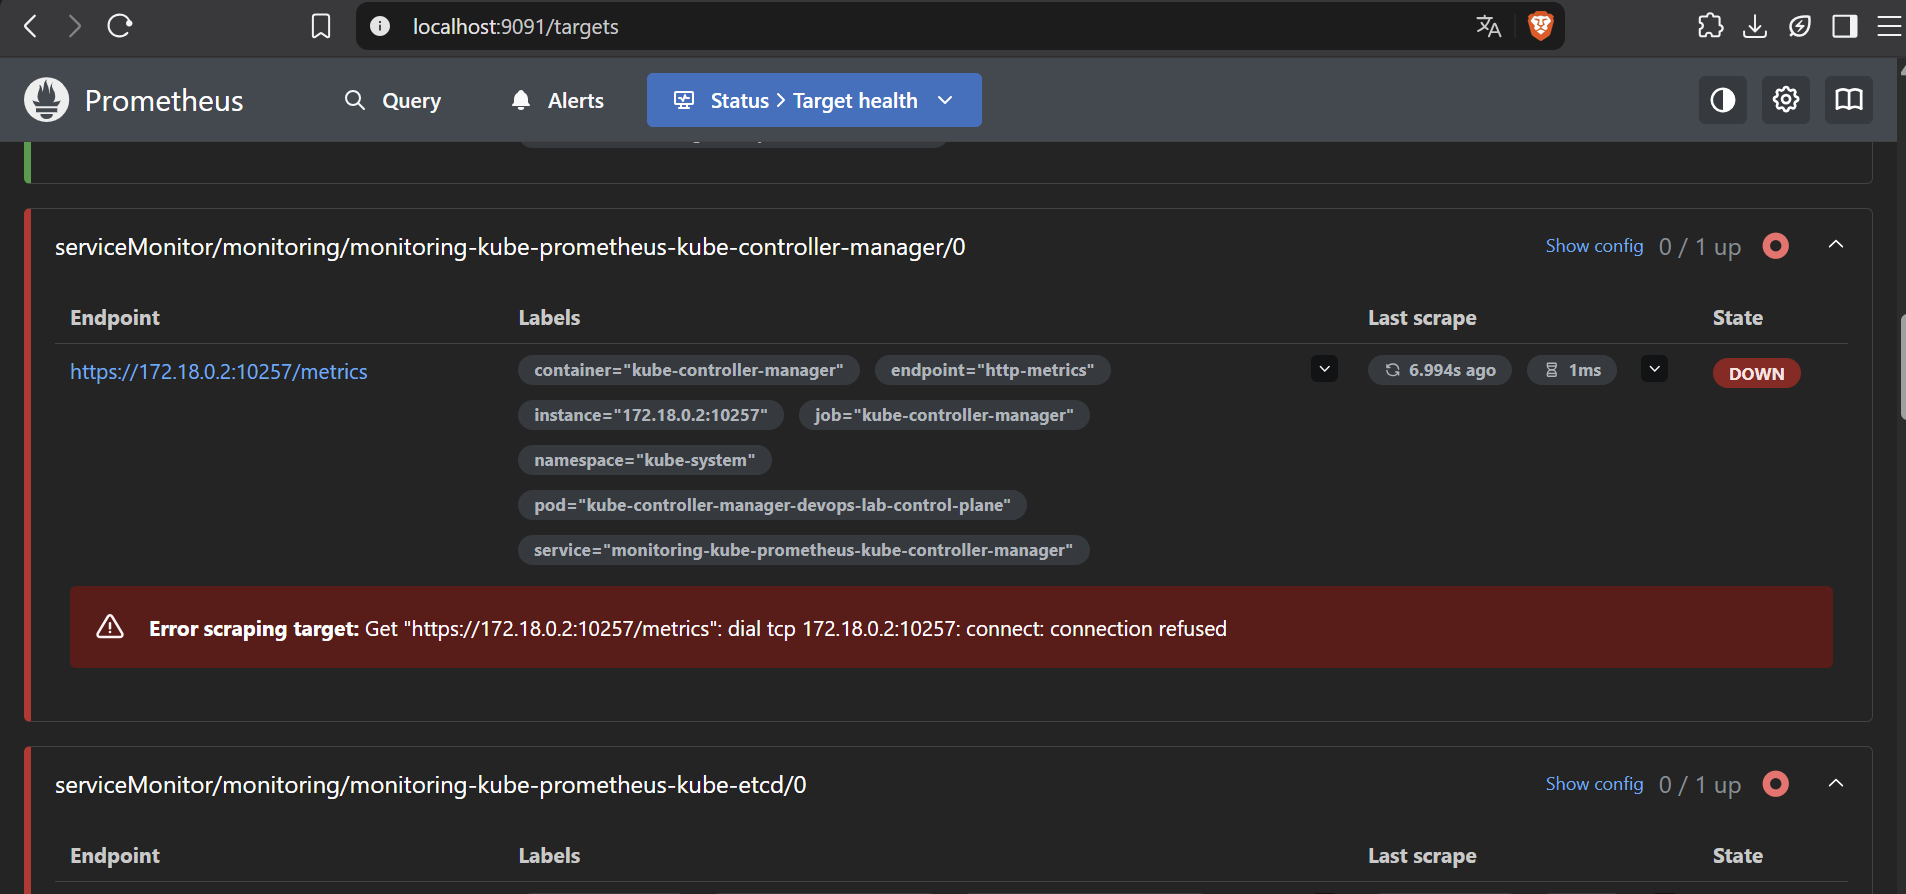 localhost:9091/targets
Prometheus Query Alerts Status > Target health
serviceMonitor/monitoring/monitoring-kube-prometheus-kube-controller-manager/0 Show config 0 / 1 up
Endpoint Labels Last scrape State
https://172.18.0.2:10257/metrics container="kube-controller-manager" endpoint="http-metrics" 6.994s ago 1ms DOWN
instance="172.18.0.2:10257" job="kube-controller-manager"
namespace="kube-system"
pod="kube-controller-manager-devops-lab-control-plane"
service="monitoring-kube-prometheus-kube-controller-manager"
Error scraping target: Get "https://172.18.0.2:10257/metrics": dial tcp 172.18.0.2:10257: connect: connection refused
serviceMonitor/monitoring/monitoring-kube-prometheus-kube-etcd/0 Show config 0 / 1 up
Endpoint Labels Last scrape State